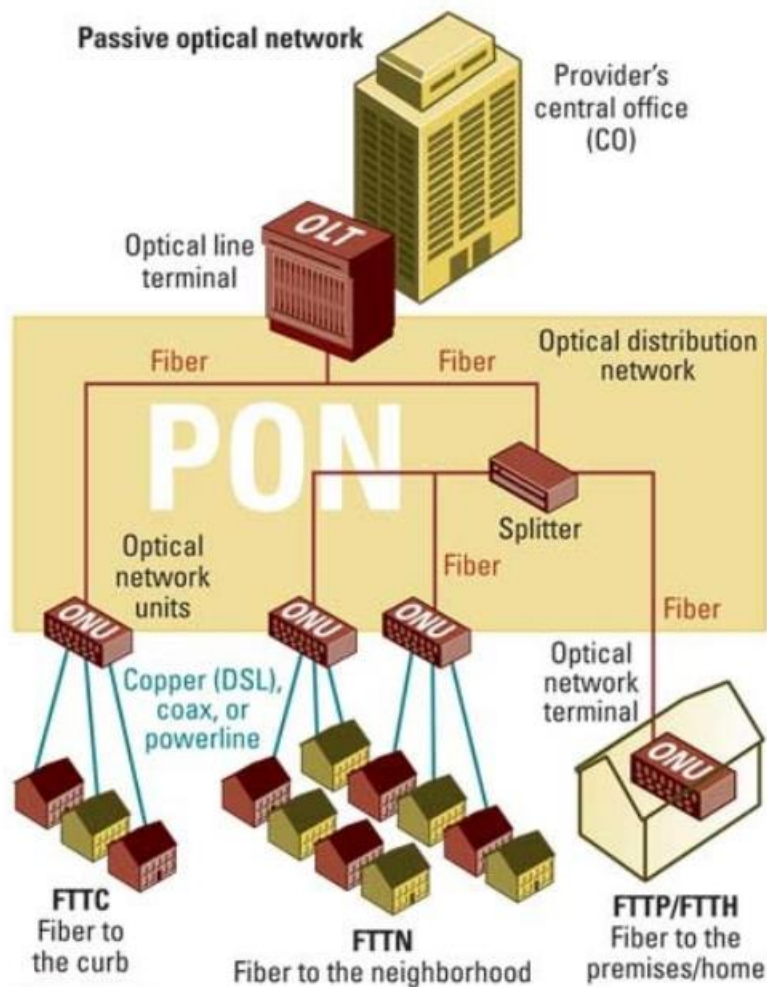 Passive optical network
Provider's
central office
(CO)
OLT
Optical line
terminal
Fiber
Fiber
Optical distribution
network
PON
Splitter
Optical
network
units
Fiber
Fiber
ONU
ONU
ONU
Copper (DSL),
coax, or
powerline
Optical
network
terminal
ONU
FTTC
Fiber to
the curb
FTTN
Fiber to the neighborhood
FTTP/FTTH
Fiber to the
premises/home